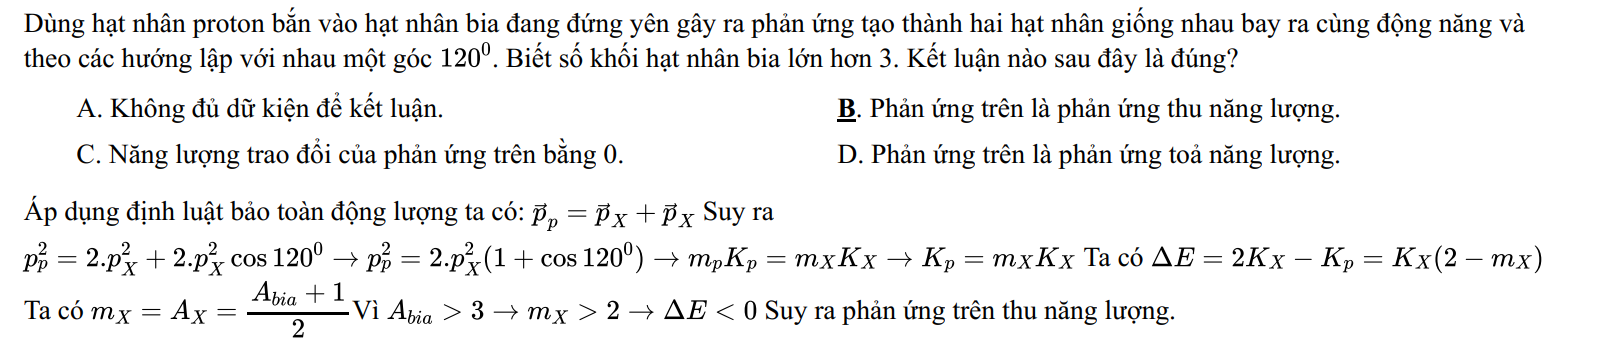 Dùng hạt nhân proton bắn vào hạt nhân bia đang đứng yên gây ra phản ứng tạo thành hai hạt nhân giống nhau bay ra cùng động năng và
theo các hướng lập với nhau một góc 120⁰. Biết số khối hạt nhân bia lớn hơn 3. Kết luận nào sau đây là đúng?
A. Không đủ dữ kiện để kết luận. B. Phản ứng trên là phản ứng thu năng lượng.
C. Năng lượng trao đổi của phản ứng trên bằng 0. D. Phản ứng trên là phản ứng toả năng lượng.
Áp dụng định luật bảo toàn động lượng ta có: $\vec{p}_p = \vec{p}_X + \vec{p}_X$ Suy ra
$p_p^2 = 2.p_X^2 + 2.p_X^2 \cos 120^0 \to p_p^2 = 2.p_X^2(1 + \cos 120^0) \to m_pK_p = m_XK_X \to K_p = m_XK_X$ Ta có $\Delta E = 2K_X - K_p = K_X(2 - m_X)$
Ta có $m_X = A_X = \frac{A_{bia} + 1}{2}$ Vì $A_{bia} > 3 \to m_X > 2 \to \Delta E < 0$ Suy ra phản ứng trên thu năng lượng.